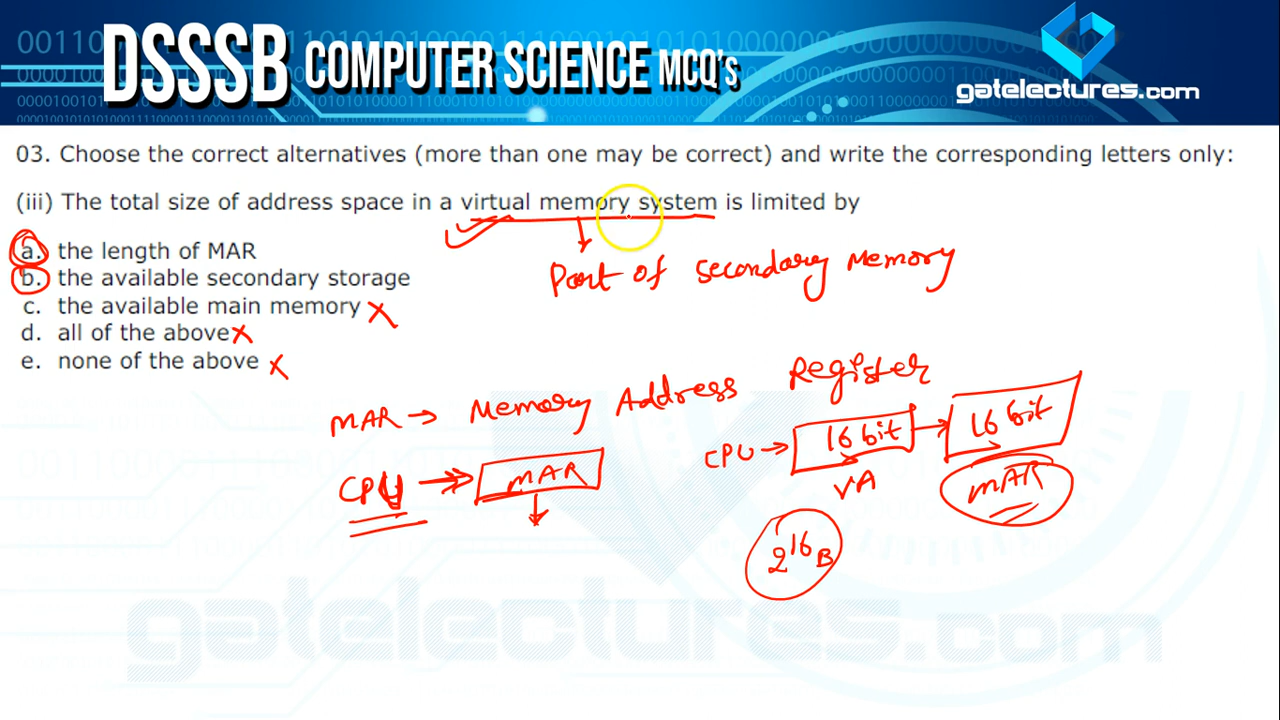 DSSSB COMPUTER SCIENCE MCQ's
gatelectures.com
03. Choose the correct alternatives (more than one may be correct) and write the corresponding letters only:
(iii) The total size of address space in a virtual memory system is limited by
a. the length of MAR
b. the available secondary storage
c. the available main memory X
d. all of the above X
e. none of the above X
Part of Secondary Memory
MAR → Memory Address Register
CPU → MAR
CPU → 16 bit → 16 bit
VA MAR
2^16 B
gatelectures.com